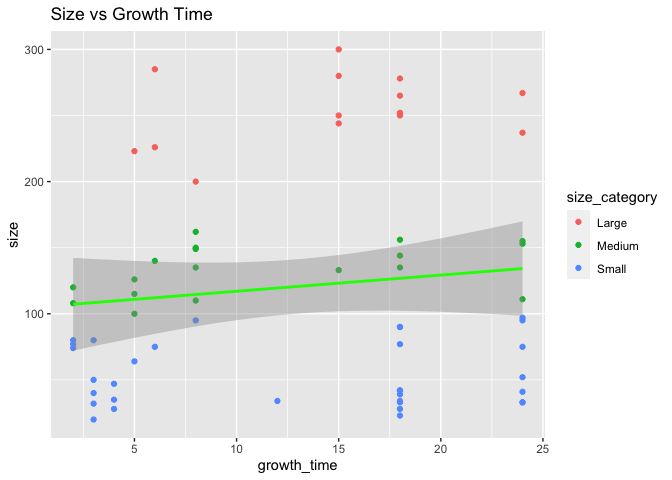 Size vs Growth Time
300
200
100
size
5
10
15
20
25
growth_time
size_category
Large
Medium
Small